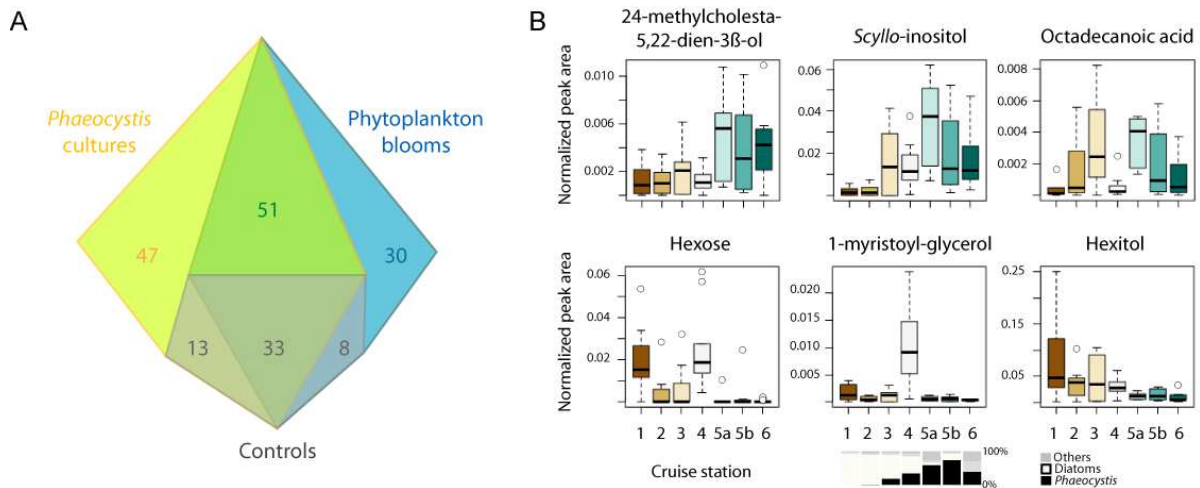 A
Phaeocystis
cultures
Phytoplankton
blooms
51
47
30
13
33
8
Controls
B
24-methylcholesta-
5,22-dien-3ß-ol
Scyllo-inositol
Octadecanoic acid
Normalized peak area
0.010
0.006
0.002
0.06
0.04
0.02
0.008
0.006
0.004
0.002
Hexose
1-myristoyl-glycerol
Hexitol
Normalized peak area
0.06
0.04
0.02
0.020
0.015
0.010
0.005
0.25
0.15
0.1
0.05
0.00
1 2 3 4 5a 5b 6
1 2 3 4 5a 5b 6
1 2 3 4 5a 5b 6
Cruise station
100%
0%
Others
Diatoms
Phaeocystis